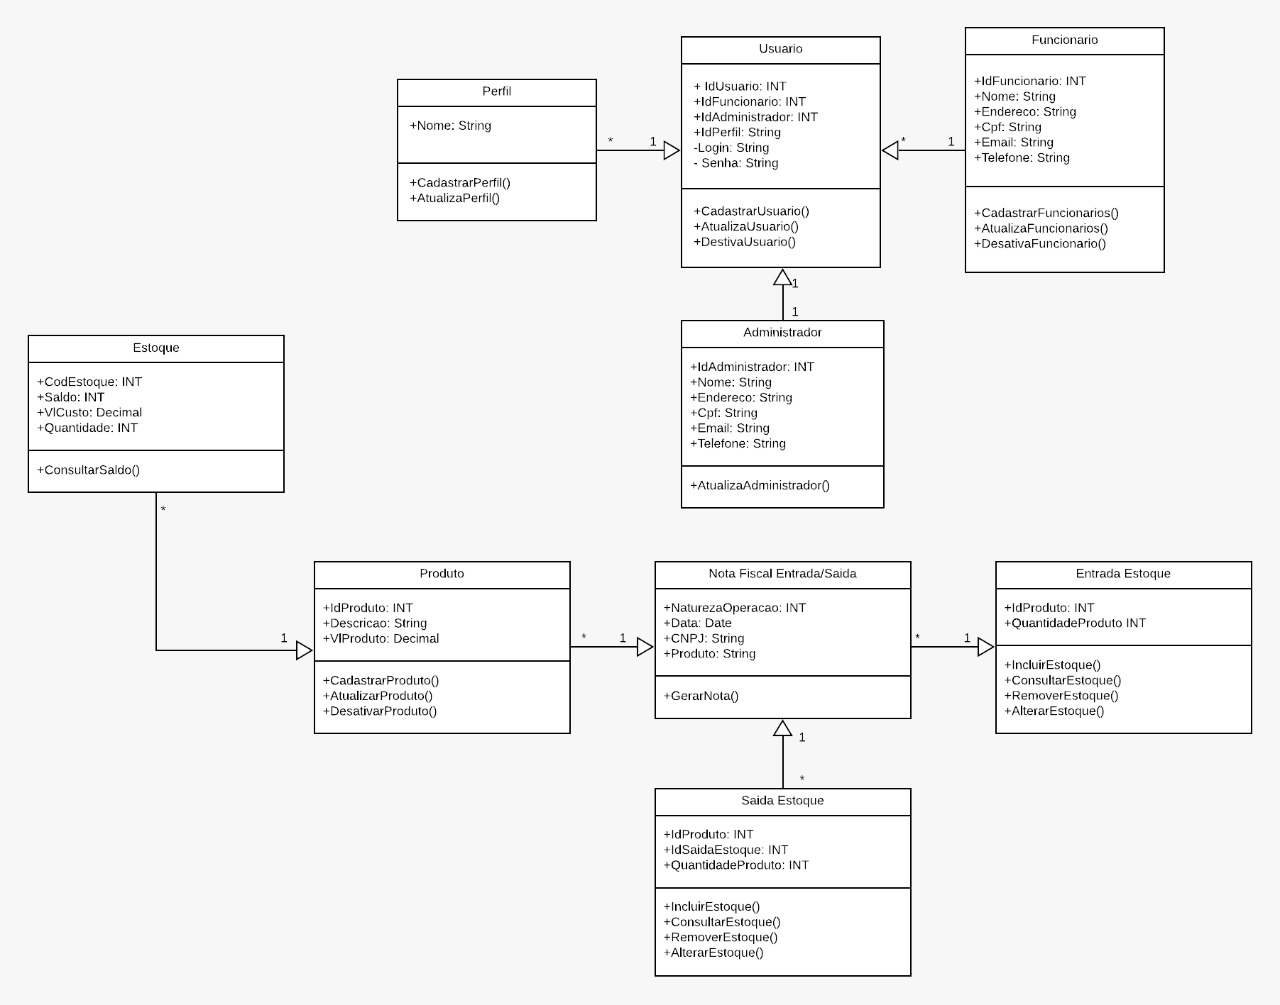 Usuario
+ IdUsuario: INT
+IdFuncionario: INT
+IdAdministrador: INT
+IdPerfil: String
-Login: String
- Senha: String
+CadastrarUsuario()
+AtualizaUsuario()
+DestivaUsuario()
Funcionario
+IdFuncionario: INT
+Nome: String
+Endereco: String
+Cpf: String
+Email: String
+Telefone: String
+CadastrarFuncionarios()
+AtualizaFuncionarios()
+DesativaFuncionario()
Perfil
+Nome: String
+CadastrarPerfil()
+AtualizaPerfil()
* 1
* 1
1
1
Administrador
+IdAdministrador: INT
+Nome: String
+Endereco: String
+Cpf: String
+Email: String
+Telefone: String
+AtualizaAdministrador()
Estoque
+CodEstoque: INT
+Saldo: INT
+VlCusto: Decimal
+Quantidade: INT
+ConsultarSaldo()
*
1
Produto
+IdProduto: INT
+Descricao: String
+VlProduto: Decimal
+CadastrarProduto()
+AtualizarProduto()
+DesativarProduto()
* 1
Nota Fiscal Entrada/Saida
+NaturezaOperacao: INT
+Data: Date
+CNPJ: String
+Produto: String
+GerarNota()
* 1
Entrada Estoque
+IdProduto: INT
+QuantidadeProduto INT
+IncluirEstoque()
+ConsultarEstoque()
+RemoverEstoque()
+AlterarEstoque()
1
*
Saida Estoque
+IdProduto: INT
+IdSaidaEstoque: INT
+QuantidadeProduto: INT
+IncluirEstoque()
+ConsultarEstoque()
+RemoverEstoque()
+AlterarEstoque()